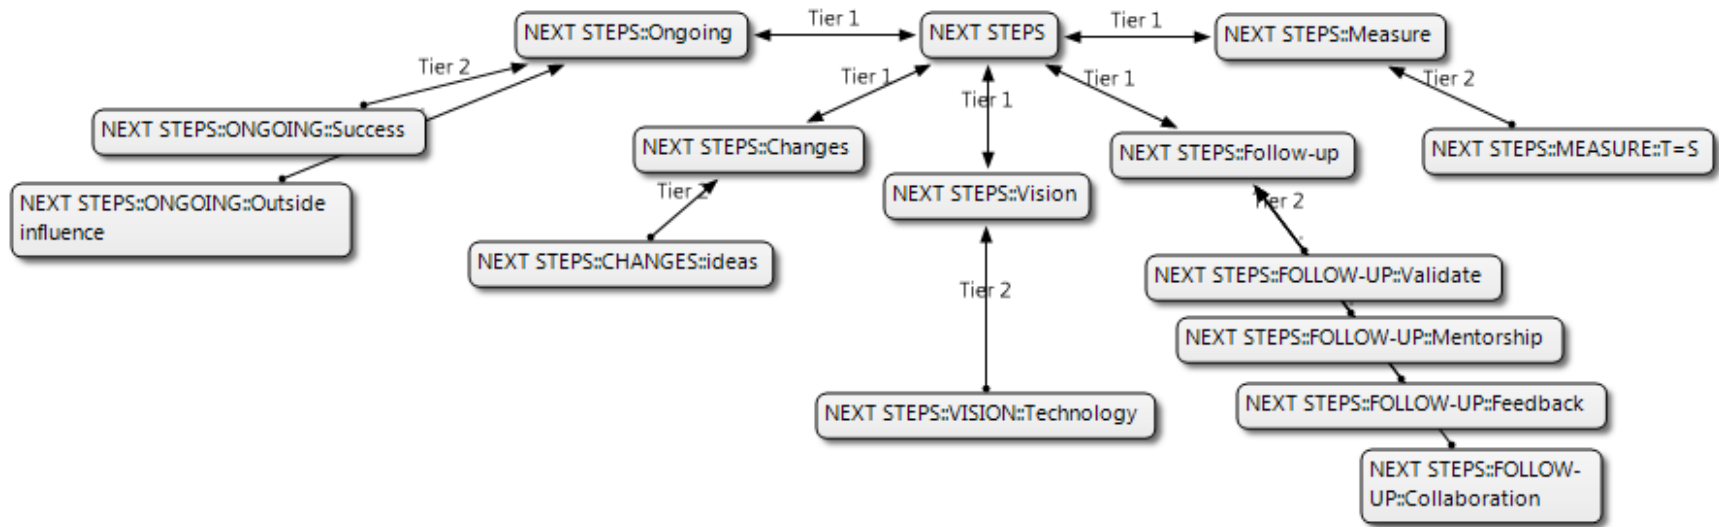 NEXT STEPS::Ongoing
Tier 1
NEXT STEPS
Tier 1
NEXT STEPS::Measure
Tier 2
Tier 1
Tier 1
Tier 1
Tier 2
NEXT STEPS::ONGOING::Success
NEXT STEPS::Changes
NEXT STEPS::Follow-up
NEXT STEPS::MEASURE::T=S
NEXT STEPS::ONGOING::Outside
influence
Tier 2
NEXT STEPS::Vision
Tier 2
NEXT STEPS::CHANGES::ideas
NEXT STEPS::FOLLOW-UP::Validate
Tier 2
NEXT STEPS::FOLLOW-UP::Mentorship
NEXT STEPS::VISION::Technology
NEXT STEPS::FOLLOW-UP::Feedback
NEXT STEPS::FOLLOW-
UP::Collaboration